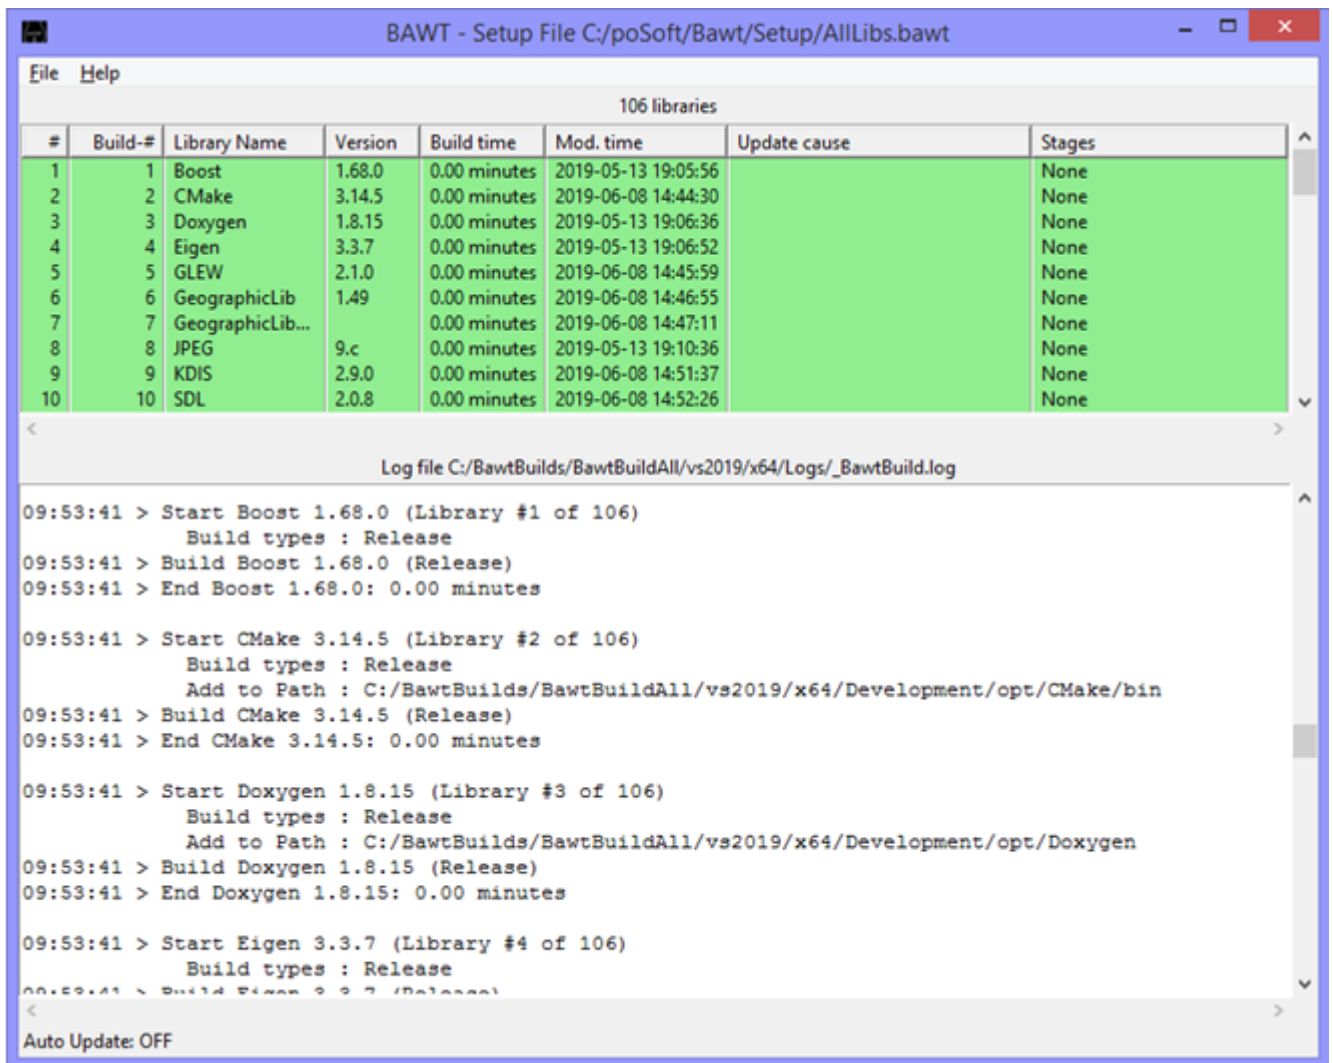 BAWT - Setup File C:/poSoft/Bawt/Setup/AllLibs.bawt
File Help
106 libraries
# Build-# Library Name Version Build time Mod. time Update cause Stages
1 1 Boost 1.68.0 0.00 minutes 2019-05-13 19:05:56 None
2 2 CMake 3.14.5 0.00 minutes 2019-06-08 14:44:30 None
3 3 Doxygen 1.8.15 0.00 minutes 2019-05-13 19:06:36 None
4 4 Eigen 3.3.7 0.00 minutes 2019-05-13 19:06:52 None
5 5 GLEW 2.1.0 0.00 minutes 2019-06-08 14:45:59 None
6 6 GeographicLib 1.49 0.00 minutes 2019-06-08 14:46:55 None
7 7 GeographicLib... 0.00 minutes 2019-06-08 14:47:11 None
8 8 JPEG 9.c 0.00 minutes 2019-05-13 19:10:36 None
9 9 KDIS 2.9.0 0.00 minutes 2019-06-08 14:51:37 None
10 10 SDL 2.0.8 0.00 minutes 2019-06-08 14:52:26 None
Log file C:/BawtBuilds/BawtBuildAll/vs2019/x64/Logs/_BawtBuild.log
09:53:41 > Start Boost 1.68.0 (Library #1 of 106)
Build types : Release
09:53:41 > Build Boost 1.68.0 (Release)
09:53:41 > End Boost 1.68.0: 0.00 minutes
09:53:41 > Start CMake 3.14.5 (Library #2 of 106)
Build types : Release
Add to Path : C:/BawtBuilds/BawtBuildAll/vs2019/x64/Development/opt/CMake/bin
09:53:41 > Build CMake 3.14.5 (Release)
09:53:41 > End CMake 3.14.5: 0.00 minutes
09:53:41 > Start Doxygen 1.8.15 (Library #3 of 106)
Build types : Release
Add to Path : C:/BawtBuilds/BawtBuildAll/vs2019/x64/Development/opt/Doxygen
09:53:41 > Build Doxygen 1.8.15 (Release)
09:53:41 > End Doxygen 1.8.15: 0.00 minutes
09:53:41 > Start Eigen 3.3.7 (Library #4 of 106)
Build types : Release
09:53:41 > Build Eigen 3.3.7 (Release)
Auto Update: OFF